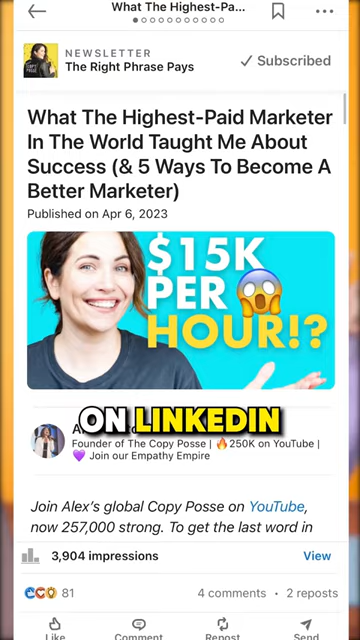 What The Highest-Pa...
NEWSLETTER
The Right Phrase Pays
Subscribed
What The Highest-Paid Marketer
In The World Taught Me About
Success (& 5 Ways To Become A
Better Marketer)
Published on Apr 6, 2023
$15K
PER
HOUR!?
ON LINKEDIN
Founder of The Copy Posse | 🔥250K on YouTube |
💜 Join our Empathy Empire
Join Alex's global Copy Posse on YouTube,
now 257,000 strong. To get the last word in
3,904 impressions
View
81
4 comments • 2 reposts
Like
Comment
Repost
Send